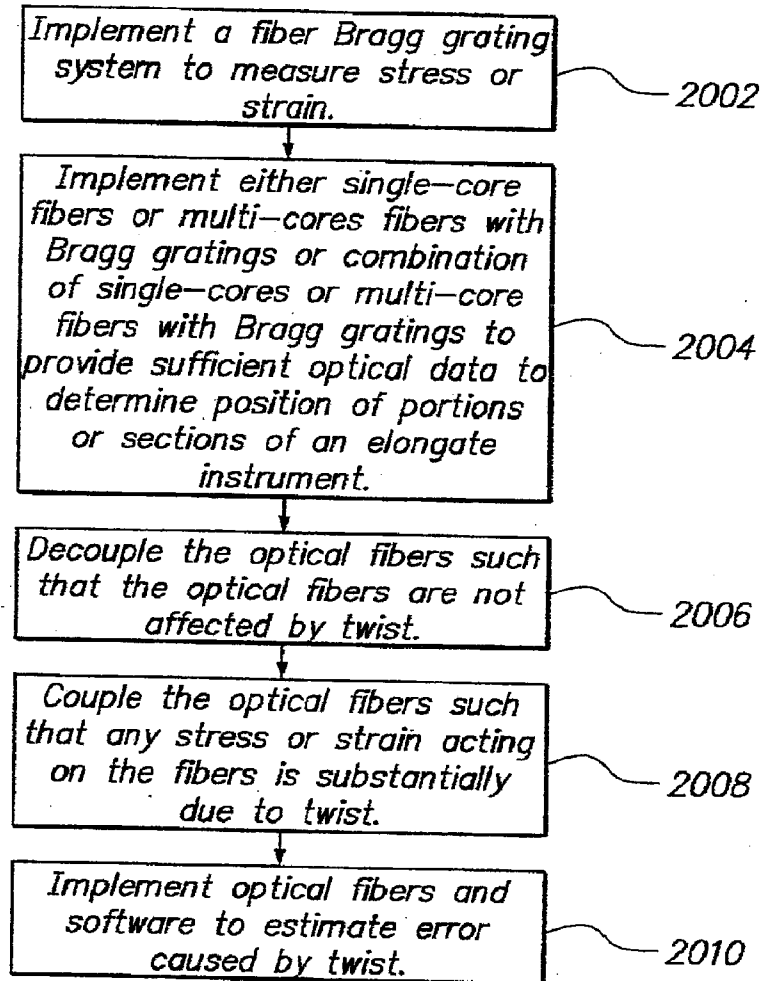 Implement a fiber Bragg grating
system to measure stress or
strain.
2002
Implement either single-core
fibers or multi-cores fibers with
Bragg gratings or combination
of single-cores or multi-core
fibers with Bragg gratings to
provide sufficient optical data to
determine position of portions
or sections of an elongate
instrument.
2004
Decouple the optical fibers such
that the optical fibers are not
affected by twist.
2006
Couple the optical fibers such
that any stress or strain acting
on the fibers is substantially
due to twist.
2008
Implement optical fibers and
software to estimate error
caused by twist.
2010